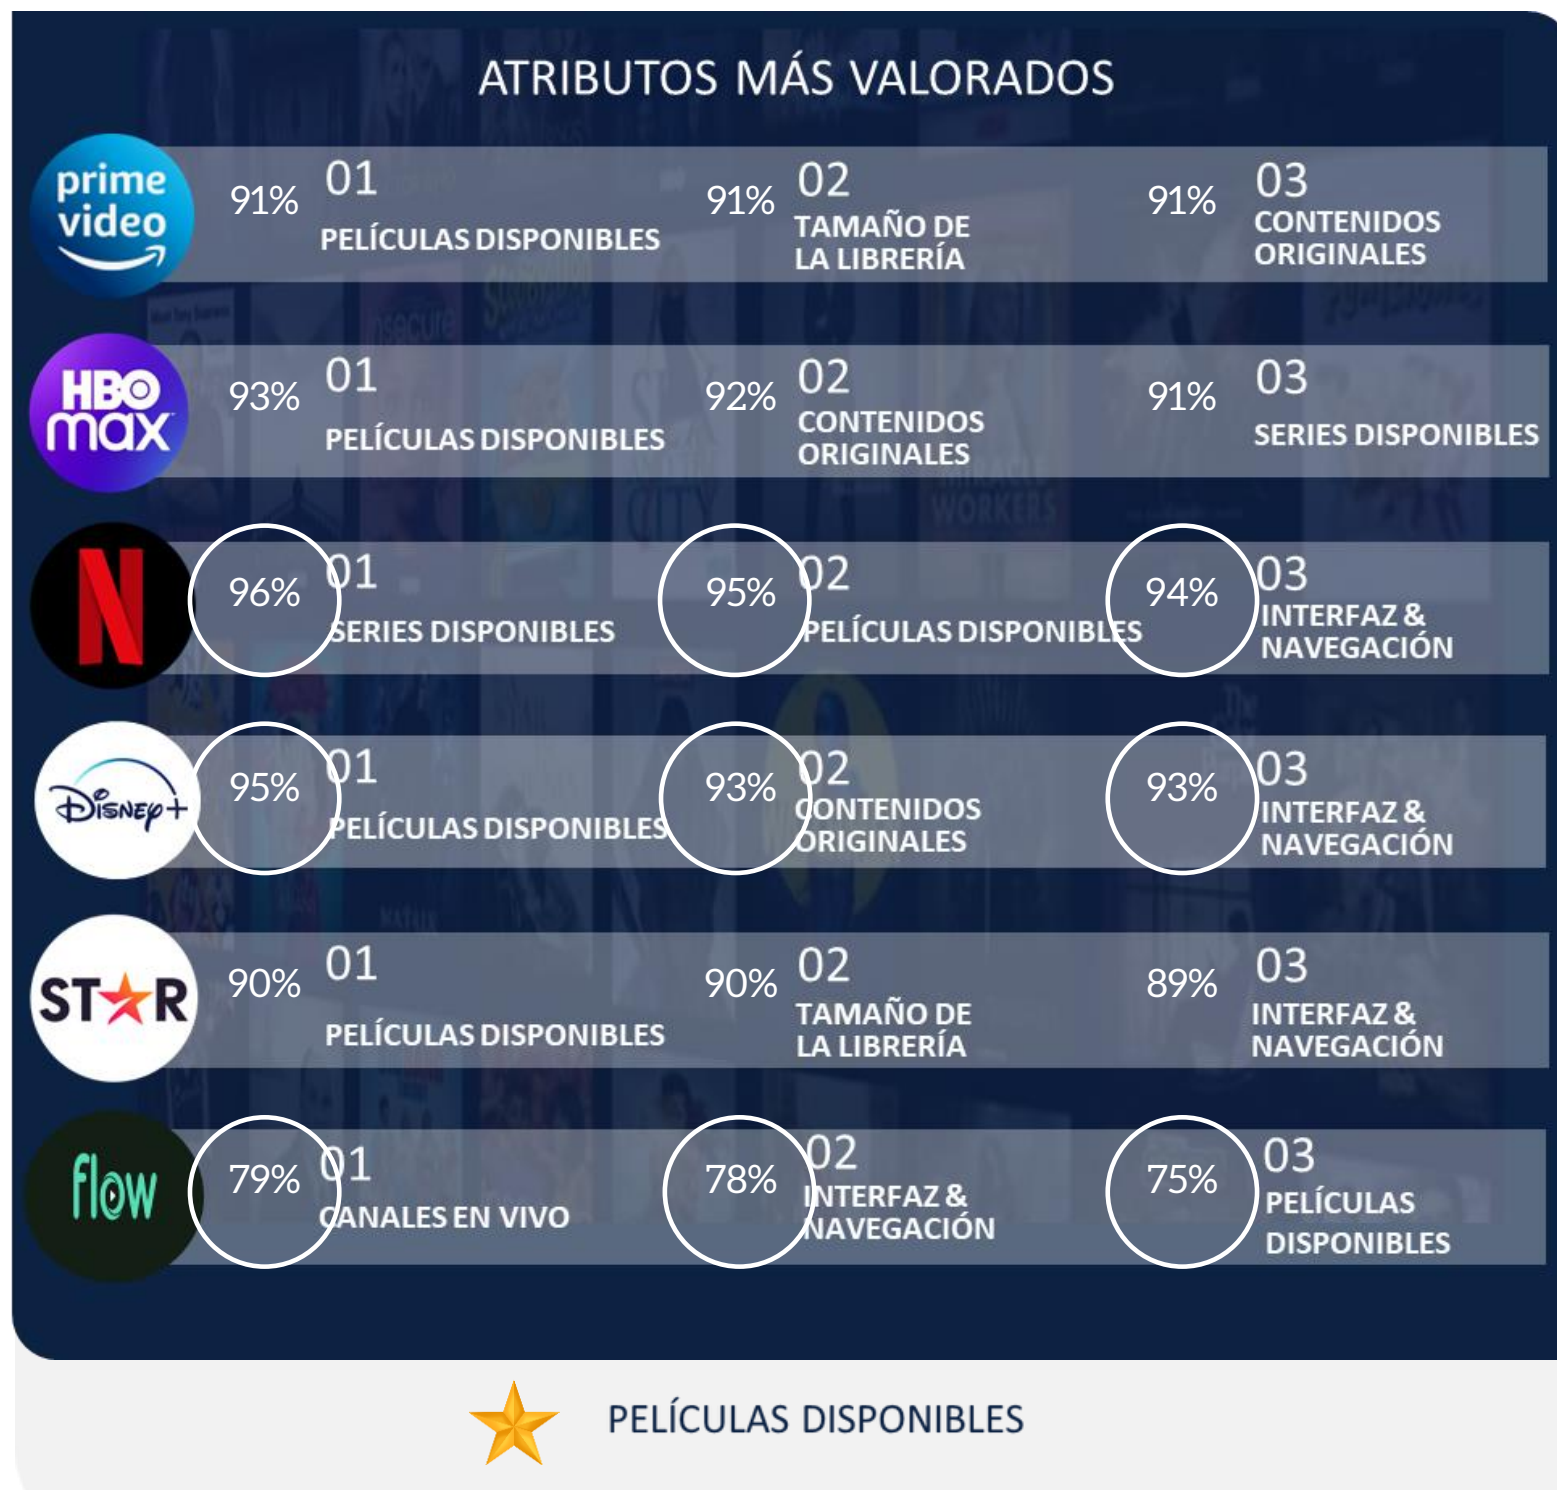 ATRIBUTOS MÁS VALORADOS
prime
video
91%
01
PELÍCULAS DISPONIBLES
91%
02
TAMAÑO DE
LA LIBRERÍA
91%
03
CONTENIDOS
ORIGINALES
HBO
max
93%
01
PELÍCULAS DISPONIBLES
92%
02
CONTENIDOS
ORIGINALES
91%
03
SERIES DISPONIBLES
N
96%
01
SERIES DISPONIBLES
95%
02
PELÍCULAS DISPONIBLES
94%
03
INTERFAZ &
NAVEGACIÓN
Disney+
95%
01
PELÍCULAS DISPONIBLES
93%
02
CONTENIDOS
ORIGINALES
93%
03
INTERFAZ &
NAVEGACIÓN
STAR
90%
01
PELÍCULAS DISPONIBLES
90%
02
TAMAÑO DE
LA LIBRERÍA
89%
03
INTERFAZ &
NAVEGACIÓN
flow
79%
01
CANALES EN VIVO
78%
02
INTERFAZ &
NAVEGACIÓN
75%
03
PELÍCULAS
DISPONIBLES
insecure
CITY
MIRACLE
WORKERS
PELÍCULAS DISPONIBLES